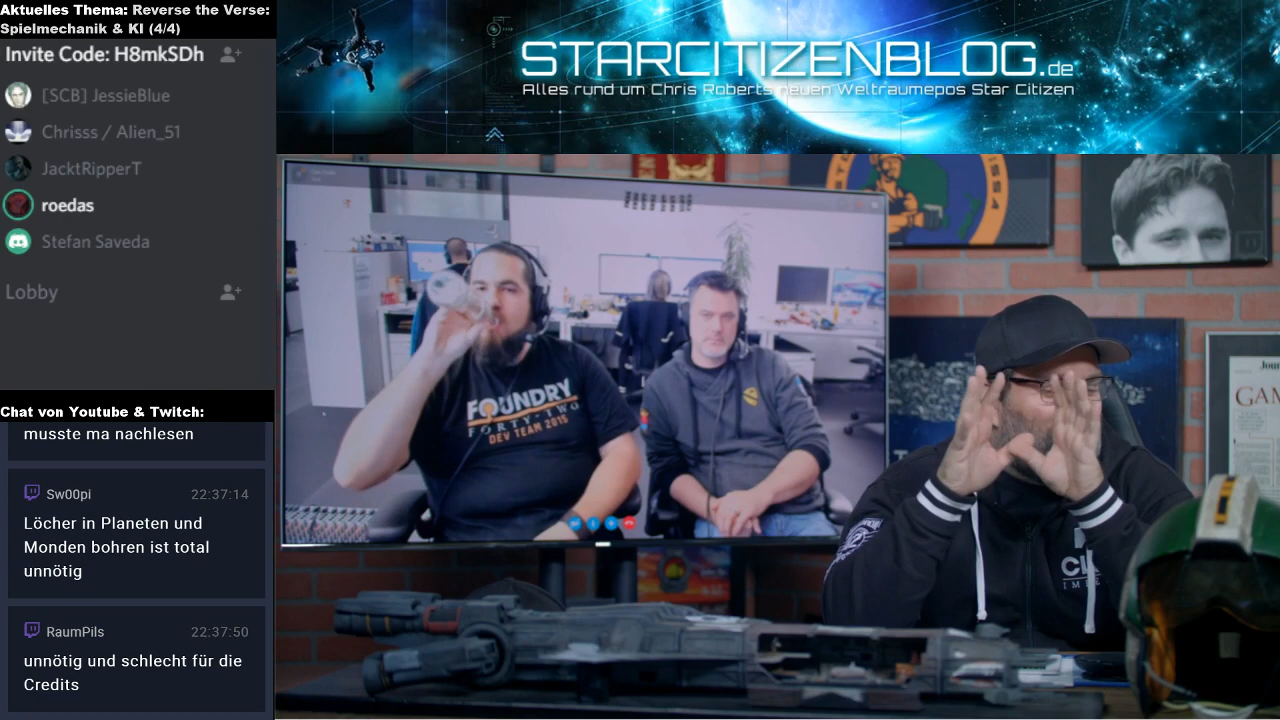 Aktuelles Thema: Reverse the Verse:
Spielmechanik & KI (4/4)
Invite Code: H8mkSDh
[SCB] JessieBlue
Chrisss / Alien_51
JacktRipperT
roedas
Stefan Saveda
Lobby
Chat von Youtube & Twitch:
musste ma nachlesen
Sw00pi 22:37:14
Löcher in Planeten und
Monden bohren ist total
unnötig
RaumPils 22:37:50
unnötig und schlecht für die
Credits
STARCITIZENBLOG.de
Alles rund um Chris Roberts neuen Weltraumepos Star Citizen
FOUNDRY
FORTY-TWO
DEV TEAM 2015